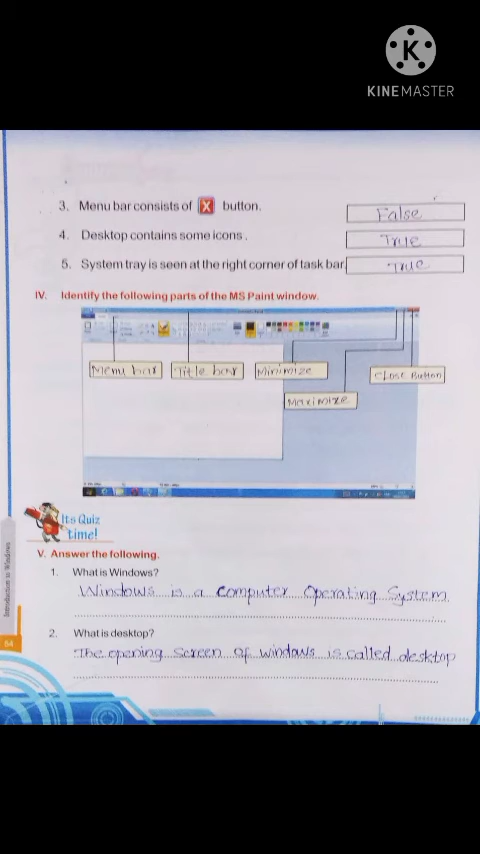 KINEMASTER
3. Menu bar consists of X button.
False
4. Desktop contains some icons.
True
5. System tray is seen at the right corner of task bar.
True
IV. Identify the following parts of the MS Paint window.
Menu bar Title bar Minimize Close Button
Maximize
Its Quiz
time!
V. Answer the following.
1. What is Windows?
Windows is a computer Operating System.
2. What is desktop?
The opening screen of windows is called desktop
Introduction to Windows
64